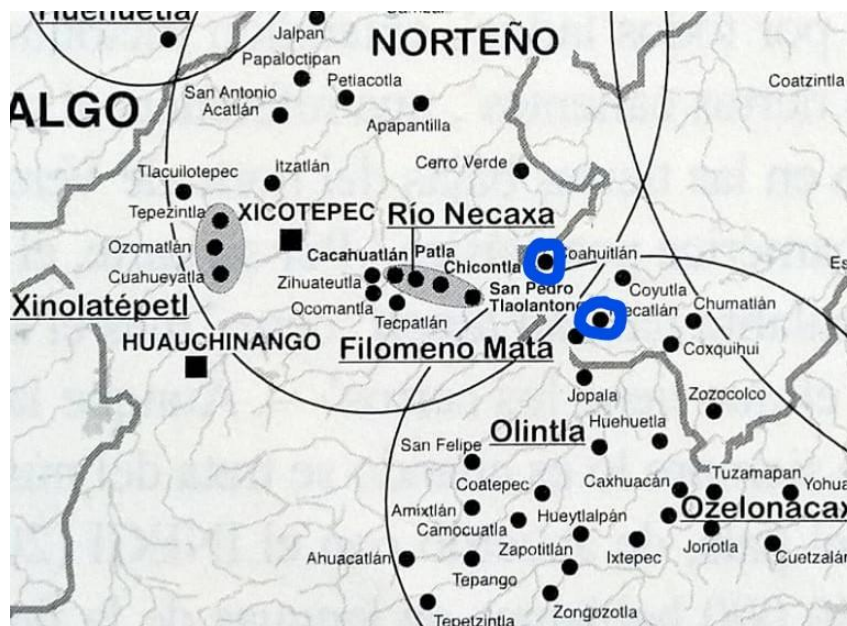 Huehuetla
Jalpan
NORTEÑO
Papaloctipan
Coatzintla
Petlacotla
San Antonio
Acatlán
ALGO
Apapantilla
Cerro Verde
Itzatlán
Tlacuilotepec
Tepezintla
XICOTEPEC
Río Necaxa
Ozomatlán
Cacahuatlán
Patla
Coahuitlán
Chicontla
Cuahueyatla
Zihuateutla
San Pedro
Tlaolantongo
Coyutla
Xinolatépetl
Ocomantla
Mecatlán
Chumatlán
Tecpatlán
HUAUCHINANGO
Filomeno Mata
Coxquihui
Jopala
Zozocolco
Huehuetla
Olintla
San Felipe
Coatepec
Caxhuacán
Tuzamapan
Yohua
Amixtlán
Hueytlalpán
Ozelonacax
Camocuatla
Zapotitlán
Ixtepec
Jonotla
Cuetzalán
Ahuacatlán
Tepango
Tepetzintla
Zongozotla